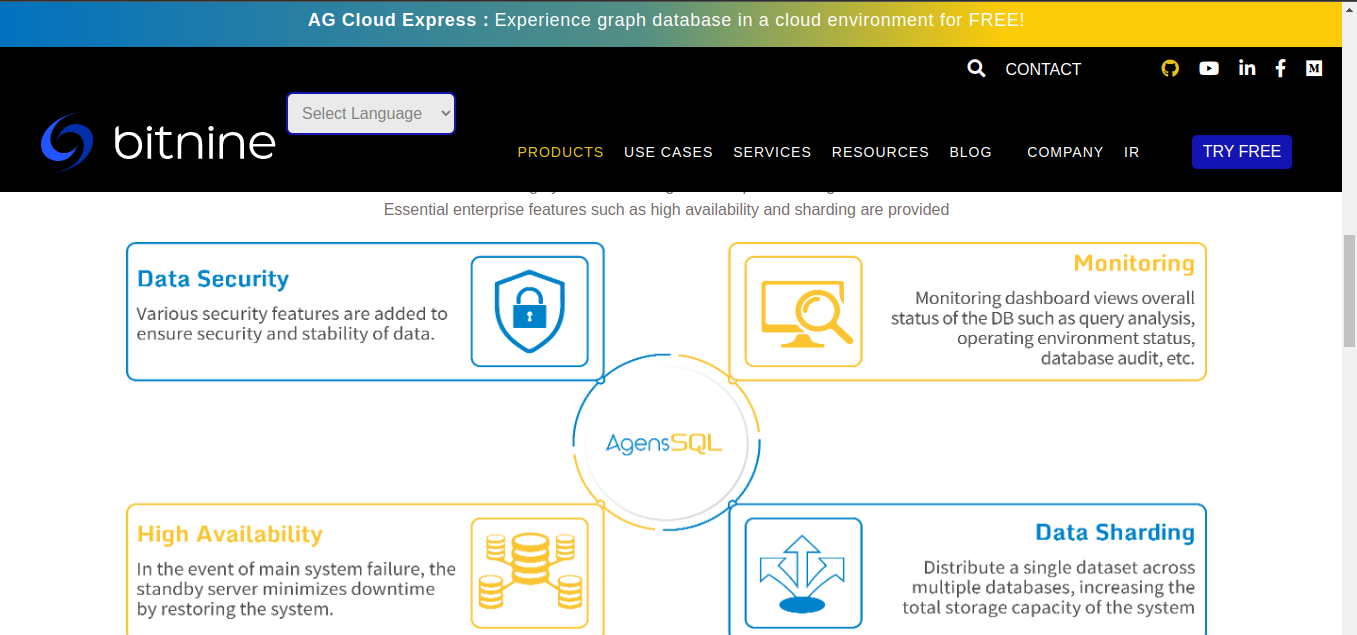 AG Cloud Express : Experience graph database in a cloud environment for FREE!
CONTACT
M
Select Language
bitnine
PRODUCTS USE CASES SERVICES RESOURCES BLOG COMPANY IR TRY FREE
Essential enterprise features such as high availability and sharding are provided
Data Security
Various security features are added to
ensure security and stability of data.
Monitoring
Monitoring dashboard views overall
status of the DB such as query analysis,
operating environment status,
database audit, etc.
AgensSQL
High Availability
In the event of main system failure, the
standby server minimizes downtime
by restoring the system.
Data Sharding
Distribute a single dataset across
multiple databases, increasing the
total storage capacity of the system